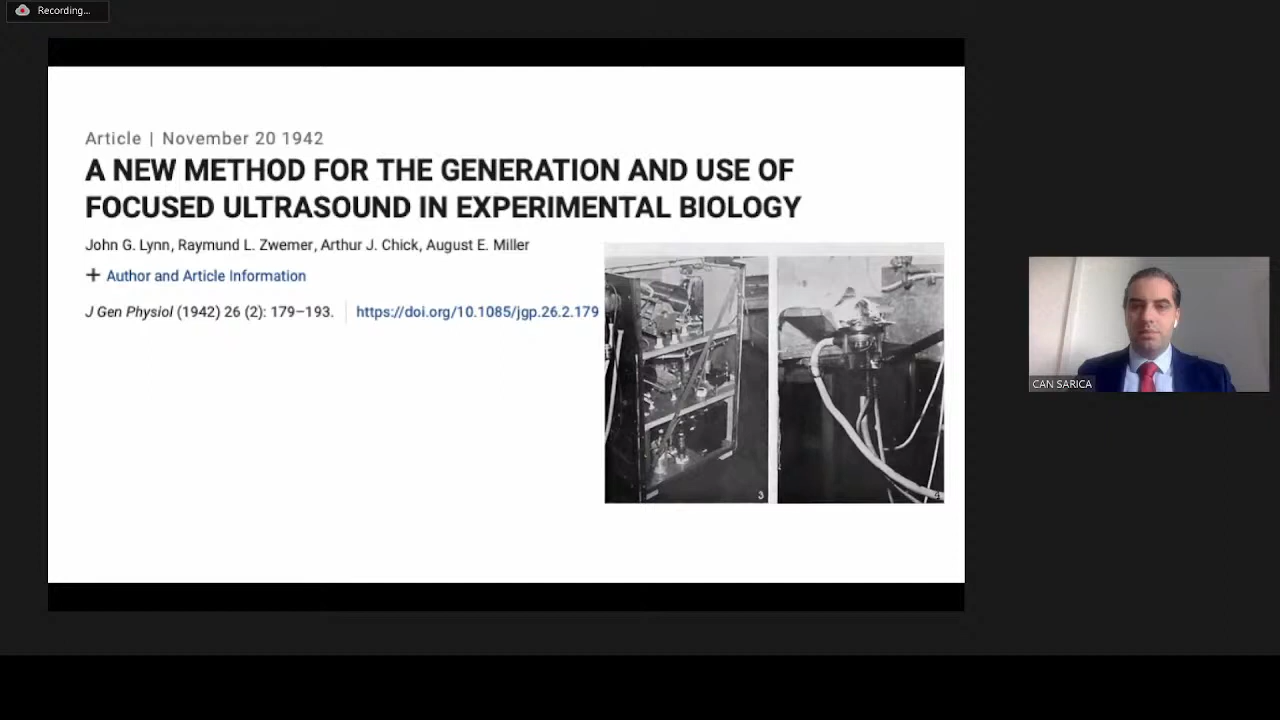 Recording...
Article | November 20 1942
A NEW METHOD FOR THE GENERATION AND USE OF
FOCUSED ULTRASOUND IN EXPERIMENTAL BIOLOGY
John G. Lynn, Raymund L. Zwemer, Arthur J. Chick, August E. Miller
+ Author and Article Information
J Gen Physiol (1942) 26 (2): 179–193. https://doi.org/10.1085/jgp.26.2.179
3
4
CAN SARICA